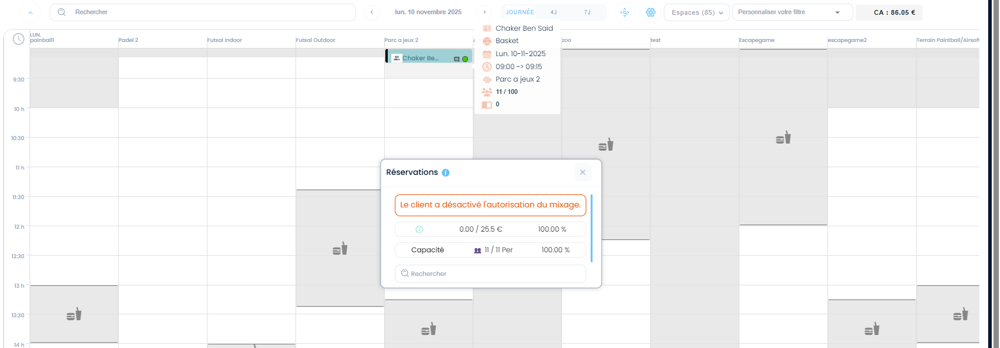 Rechercher
lun. 10 novembre 2025
JOURNÉE
4J
7J
Espaces (85)
Personnaliser votre filtre
CA : 86.05 €
LUN.
painball1
Padel 2
Futsal Indoor
Futsal Outdoor
Parc a jeux 2
zoo
test
Escapegame
escapegame2
Terrain Paintball/Airsoft
Chaker Be...
Chaker Ben Said
Basket
Lun. 10-11-2025
09:00 -> 09:15
Parc a jeux 2
11 / 100
0
9:30
10 h
10:30
11 h
11:30
12 h
12:30
13 h
13:30
14 h
Réservations
Le client a désactivé l'autorisation du mixage.
0.00 / 25.5 € 100.00 %
Capacité 11 / 11 Per 100.00 %
Rechercher